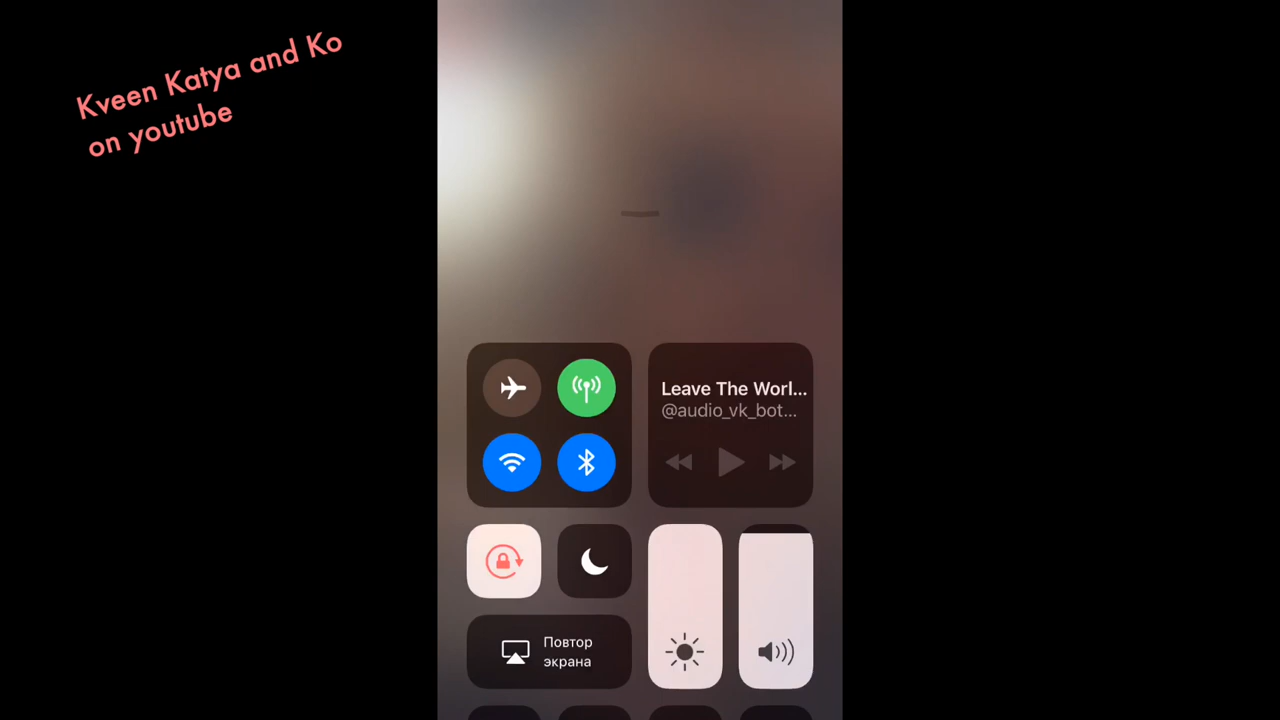 Kveen Katya and Ko
on youtube
Leave The Worl...
@audio_vk_bot...
Повтор
экрана